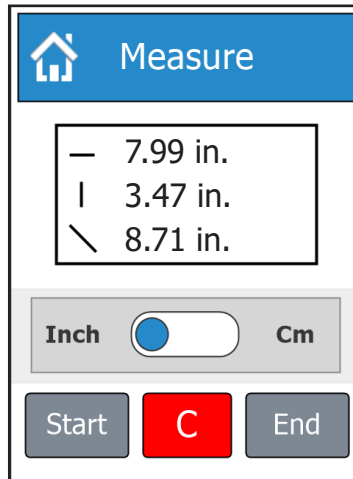 Measure
— 7.99 in.
| 3.47 in.
\ 8.71 in.
Inch Cm
Start C End